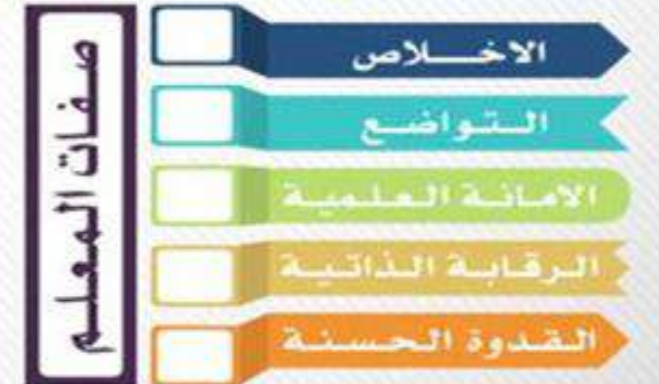 صفات المعلم
الاخلاص
التواضع
الامانة العلمية
الرقابة الذاتية
القدوة الحسنة